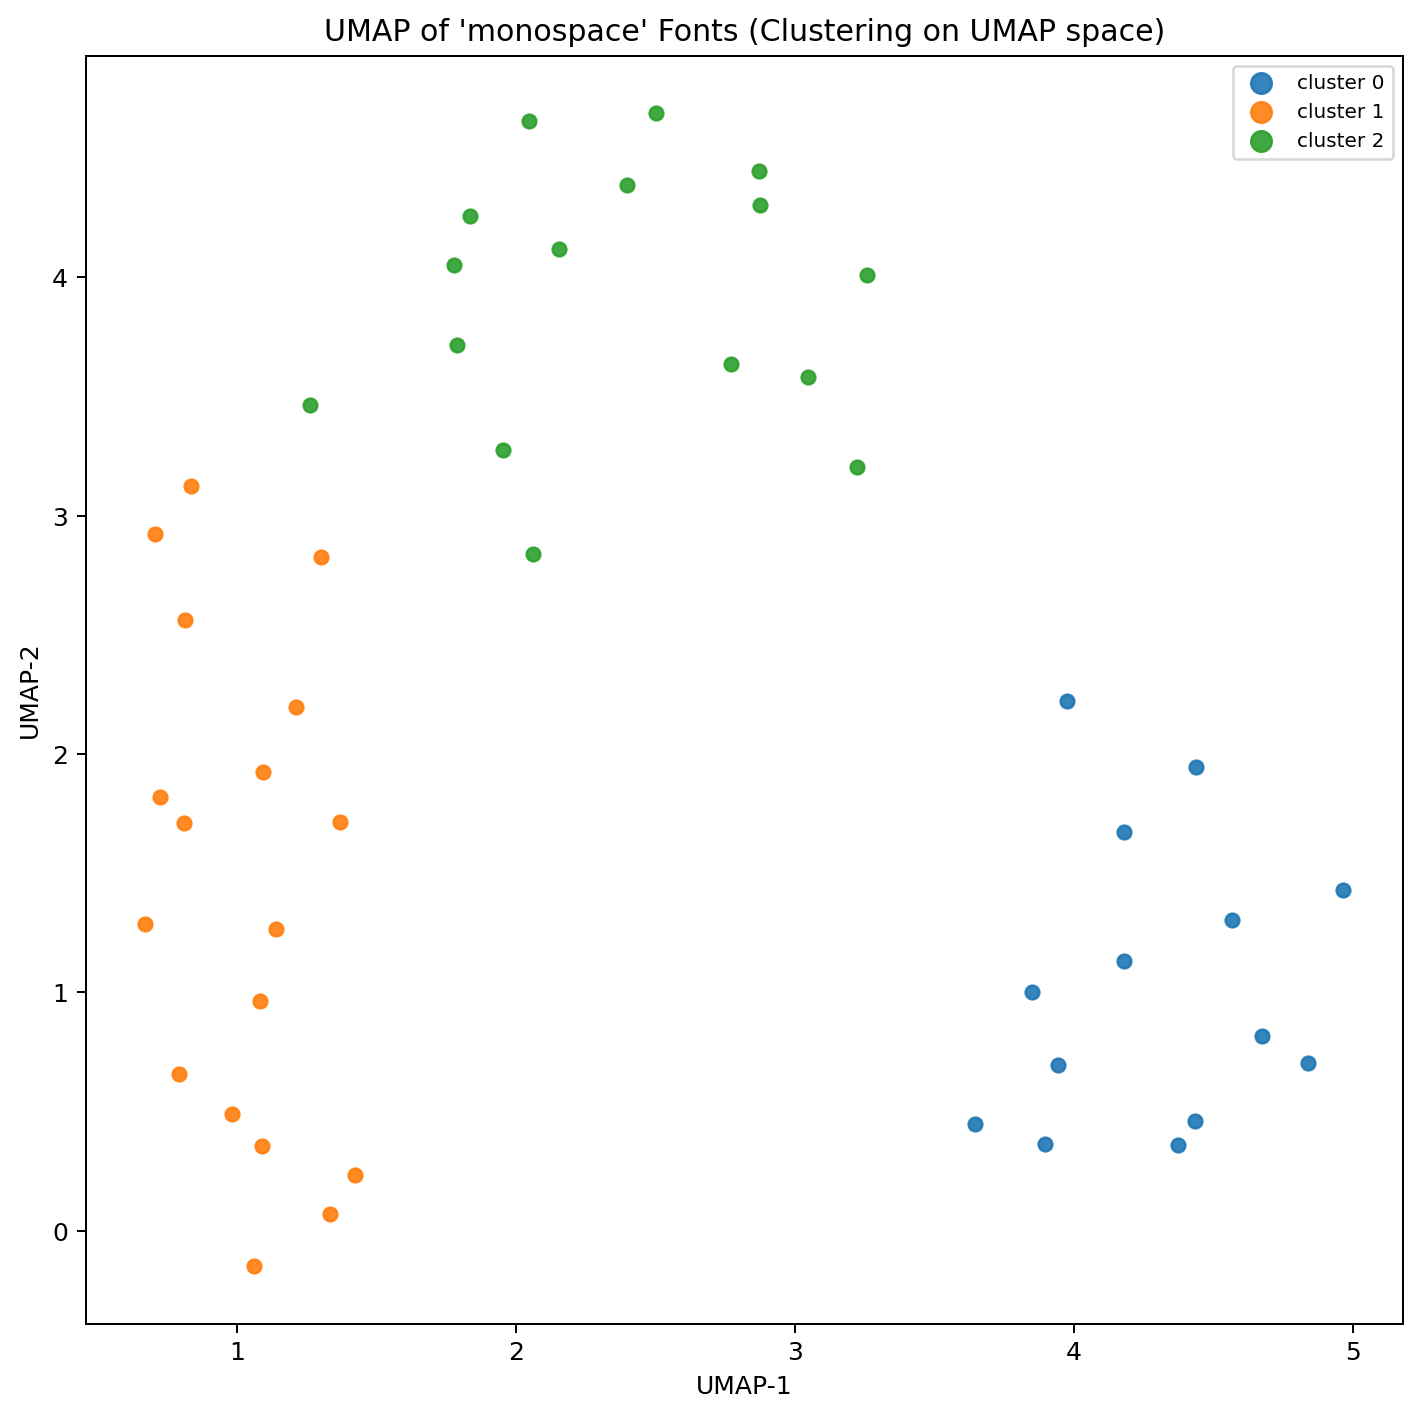 UMAP of 'monospace' Fonts (Clustering on UMAP space)
cluster 0
cluster 1
cluster 2
UMAP-2
4
3
2
1
0
1 2 3 4 5
UMAP-1